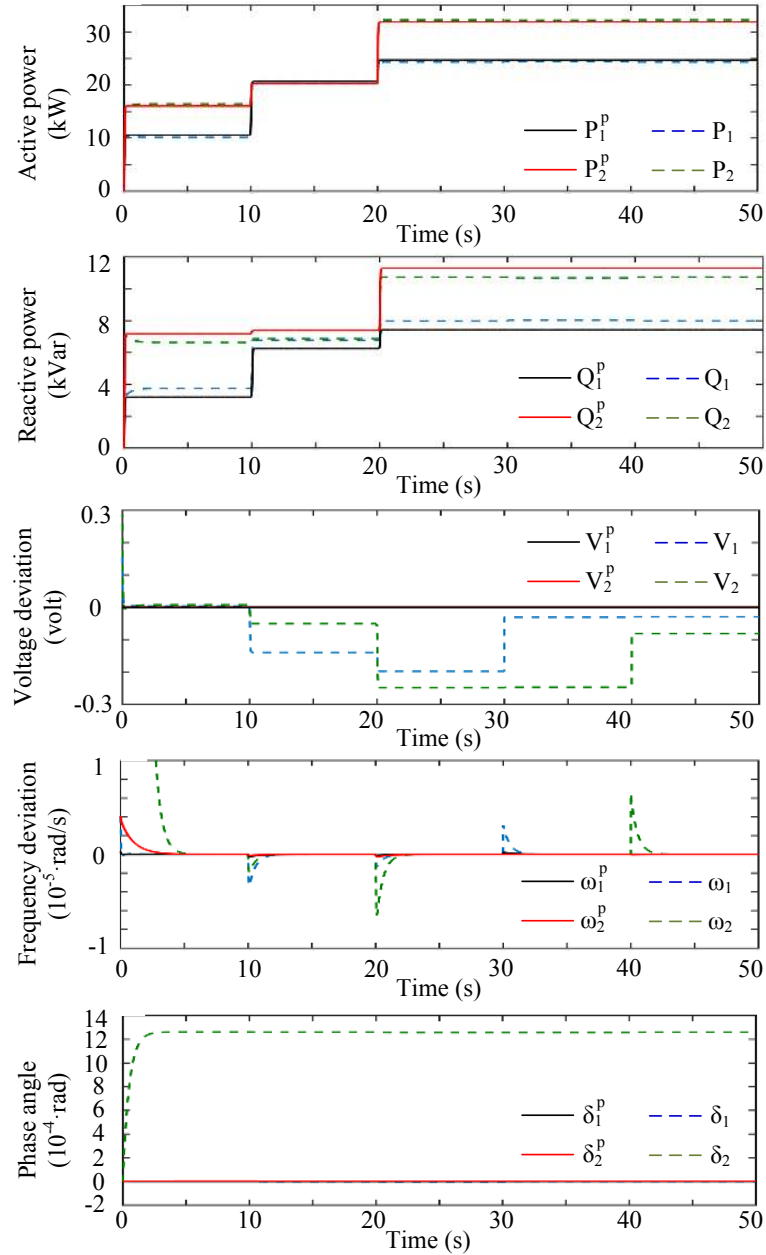 Active power
(kW)
30
20
10
0
P₁ᵖ P₁
P₂ᵖ P₂
0 10 20 30 40 50
Time (s)
Reactive power
(kVar)
12
8
4
0
Q₁ᵖ Q₁
Q₂ᵖ Q₂
0 10 20 30 40 50
Time (s)
Voltage deviation
(volt)
0.3
0
-0.3
V₁ᵖ V₁
V₂ᵖ V₂
0 10 20 30 40 50
Time (s)
Frequency deviation
(10⁻⁵·rad/s)
1
0
-1
ω₁ᵖ ω₁
ω₂ᵖ ω₂
0 10 20 30 40 50
Time (s)
Phase angle
(10⁻⁴·rad)
14
12
10
8
6
4
2
0
-2
δ₁ᵖ δ₁
δ₂ᵖ δ₂
0 10 20 30 40 50
Time (s)